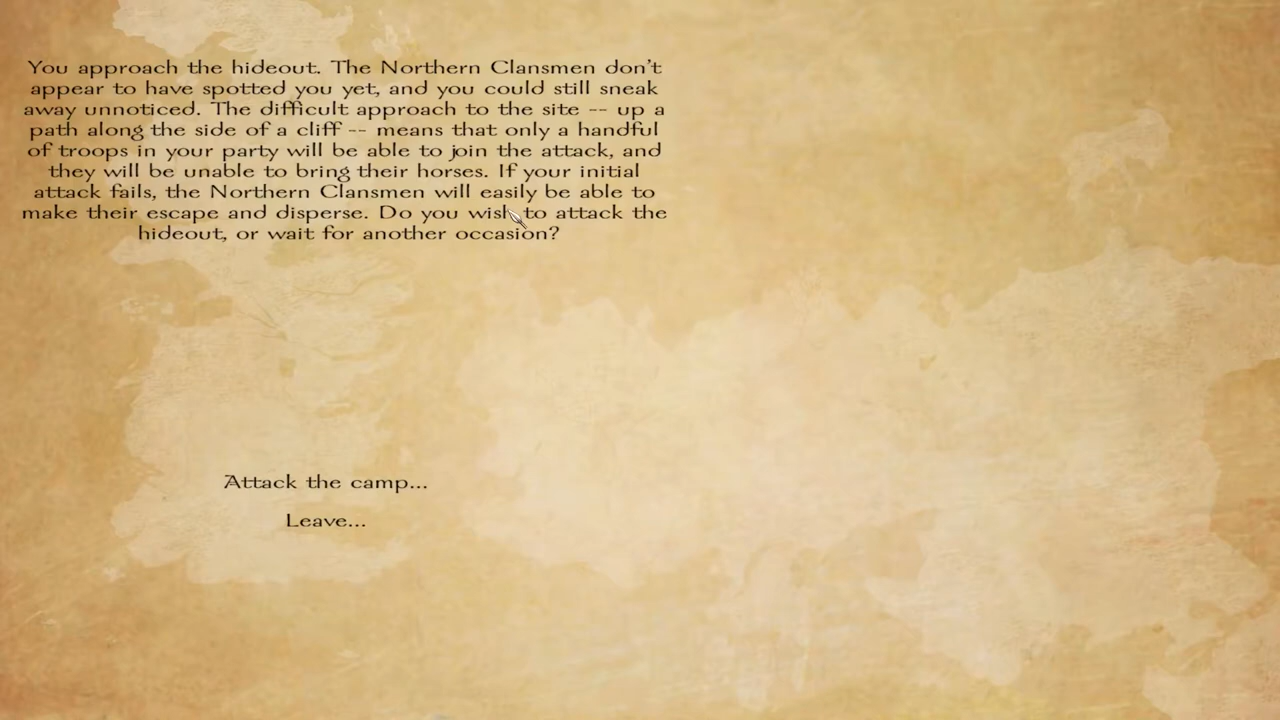 You approach the hideout. The Northern Clansmen don't
appear to have spotted you yet, and you could still sneak
away unnoticed. The difficult approach to the site -- up a
path along the side of a cliff -- means that only a handful
of troops in your party will be able to join the attack, and
they will be unable to bring their horses. If your initial
attack fails, the Northern Clansmen will easily be able to
make their escape and disperse. Do you wish to attack the
hideout, or wait for another occasion?
Attack the camp...
Leave...